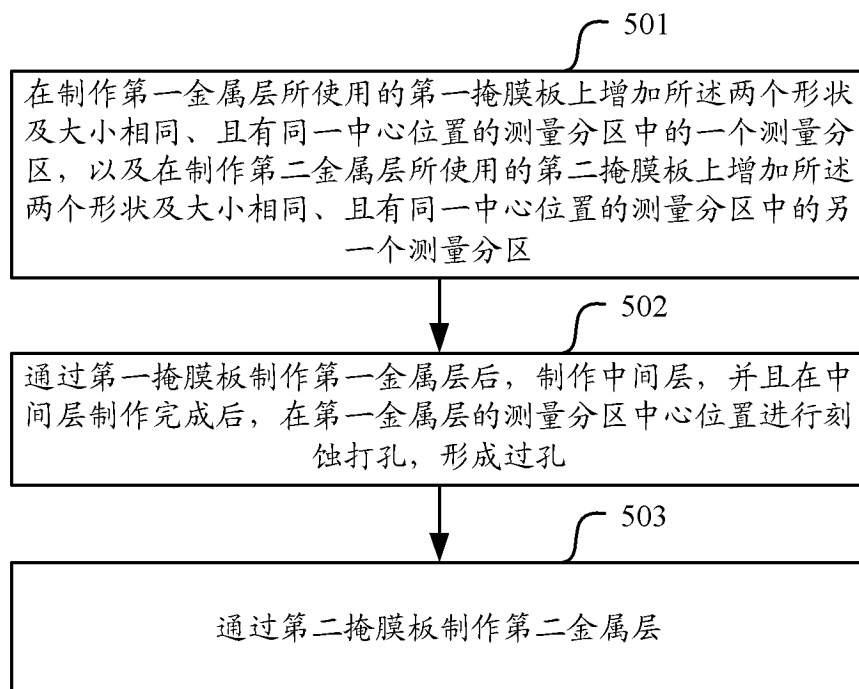 501
在制作第一金属层所使用的第一掩膜板上增加所述两个形状
及大小相同、且有同一中心位置的测量分区中的一个测量分
区，以及在制作第二金属层所使用的第二掩膜板上增加所述
两个形状及大小相同、且有同一中心位置的测量分区中的另
一个测量分区
502
通过第一掩膜板制作第一金属层后，制作中间层，并且在中
间层制作完成后，在第一金属层的测量分区中心位置进行刻
蚀打孔，形成过孔
503
通过第二掩膜板制作第二金属层